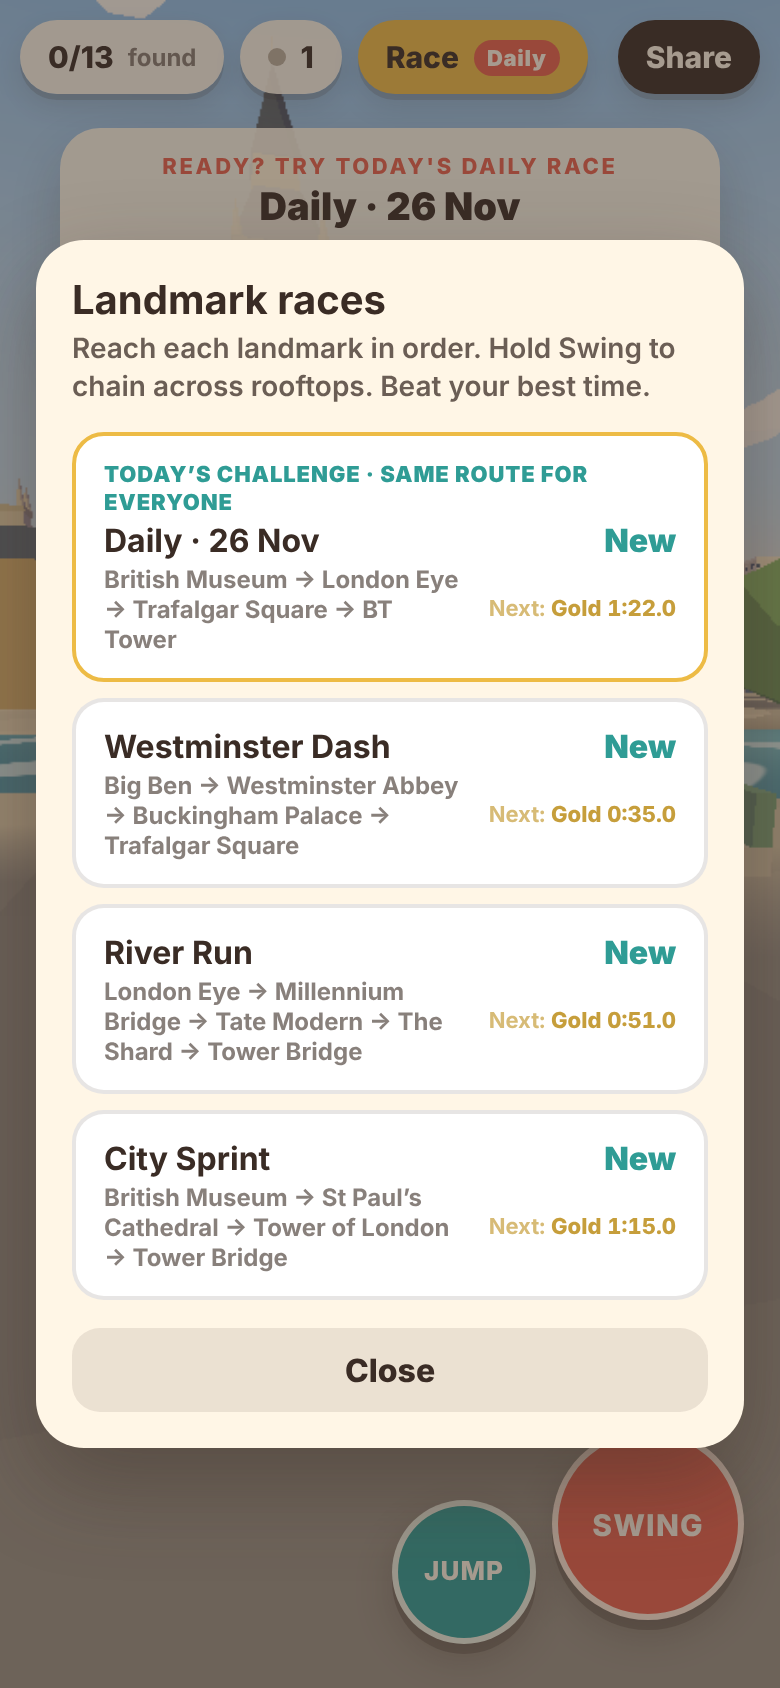 0/13 found
1
Race Daily
Share
READY? TRY TODAY'S DAILY RACE
Daily · 26 Nov
Landmark races
Reach each landmark in order. Hold Swing to
chain across rooftops. Beat your best time.
TODAY’S CHALLENGE · SAME ROUTE FOR
EVERYONE
Daily · 26 Nov
New
British Museum → London Eye
→ Trafalgar Square → BT
Tower
Next: Gold 1:22.0
Westminster Dash
New
Big Ben → Westminster Abbey
→ Buckingham Palace →
Trafalgar Square
Next: Gold 0:35.0
River Run
New
London Eye → Millennium
Bridge → Tate Modern → The
Shard → Tower Bridge
Next: Gold 0:51.0
City Sprint
New
British Museum → St Paul’s
Cathedral → Tower of London
→ Tower Bridge
Next: Gold 1:15.0
Close
SWING
JUMP